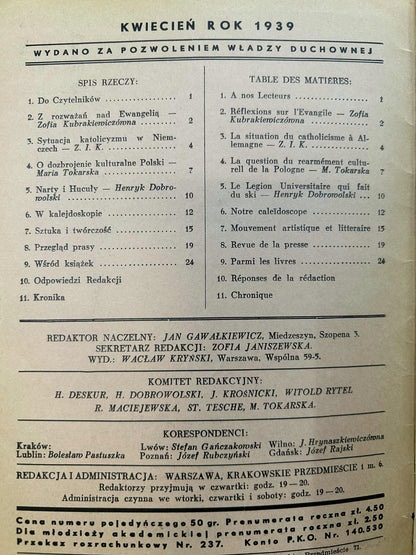 KWIECIEŃ ROK 1939
WYDANO ZA POZWOLENIEM WŁADZY DUCHOWNEJ
SPIS RZECZY:
1. Do Czytelników . . . 1
2. Z rozważań nad Ewangelią — Zofia Kubrakiewiczówna . . 2
3. Sytuacja katolicyzmu w Niemczech — Z. I. K. . . . 4
4. O dozbrojenie kulturalne Polski — Maria Tokarska . . . 7
5. Narty i Huculy — Henryk Dobrowolski . . . 10
6. W kalejdoskopie . . . 12
7. Sztuka i twórczość . . . 15
8. Przegląd prasy . . . 19
9. Wśród książek . . . 24
10. Odpowiedzi Redakcji
11. Kronika
TABLE DES MATIÈRES:
1. A nos Lecteurs . . . 1
2. Réflexions sur l'Evangile — Zofia Kubrakiewiczówna . . . 2
3. La situation du catholicisme à Allemagne — Z. I. K. . . . 4
4. La question du rearmément culturell de la Pologne — M. Tokarska 7
5. Le Legion Universitaire qui fait du ski — Henryk Dobrowolski . . 10
6. Notre caleidoscope . . . 12
7. Mouvement artistique et litteraire 15
8. Revue de la presse . . . 19
9. Parmi les livres . . . 24
10. Réponses de la rédaction
11. Chronique
REDAKTOR NACZELNY: JAN GAWAŁKIEWICZ, Miedzeszyn, Szopena 3.
SEKRETARZ REDAKCJI: ZOFIA JANISZEWSKA.
WYD.: WACŁAW KRYŃSKI, Warszawa. Wspólna 59-5.
KOMITET REDAKCYJNY:
H. DESKUR, H. DOBROWOLSKI, J. KROŚNICKI, WITOLD RYTEL
R. MACIEJEWSKA, ST. TESCHE, M. TOKARSKA.
KORESPONDENCI:
Kraków: Lwów: Stefan Gańczakowski Wilno: J. Hrynaszkiewiczówna
Lublin: Bolesław Pastuszka Poznań: Józef Rubczyński Gdańsk: Józef Rajski
REDAKCJA I ADMINISTRACJA: WARSZAWA, KRAKOWSKIE PRZEDMIEŚCIE 1 m. 6.
Redaktorzy przyjmują w czwartki: godz. 19 — 20.
Administracja czynna we wtorki, czwartki i soboty: godz. 19 — 20.
Cena numeru pojedyńczego 50 gr. Prenumerata roczna zł. 4.50
Dla młodzieży akademickiej prenumerata roczna zł. 2.50
Przekaz rozrachunkowy Nr. 237. Konto P.K.O. Nr. 140.530
Przedmieście 71.